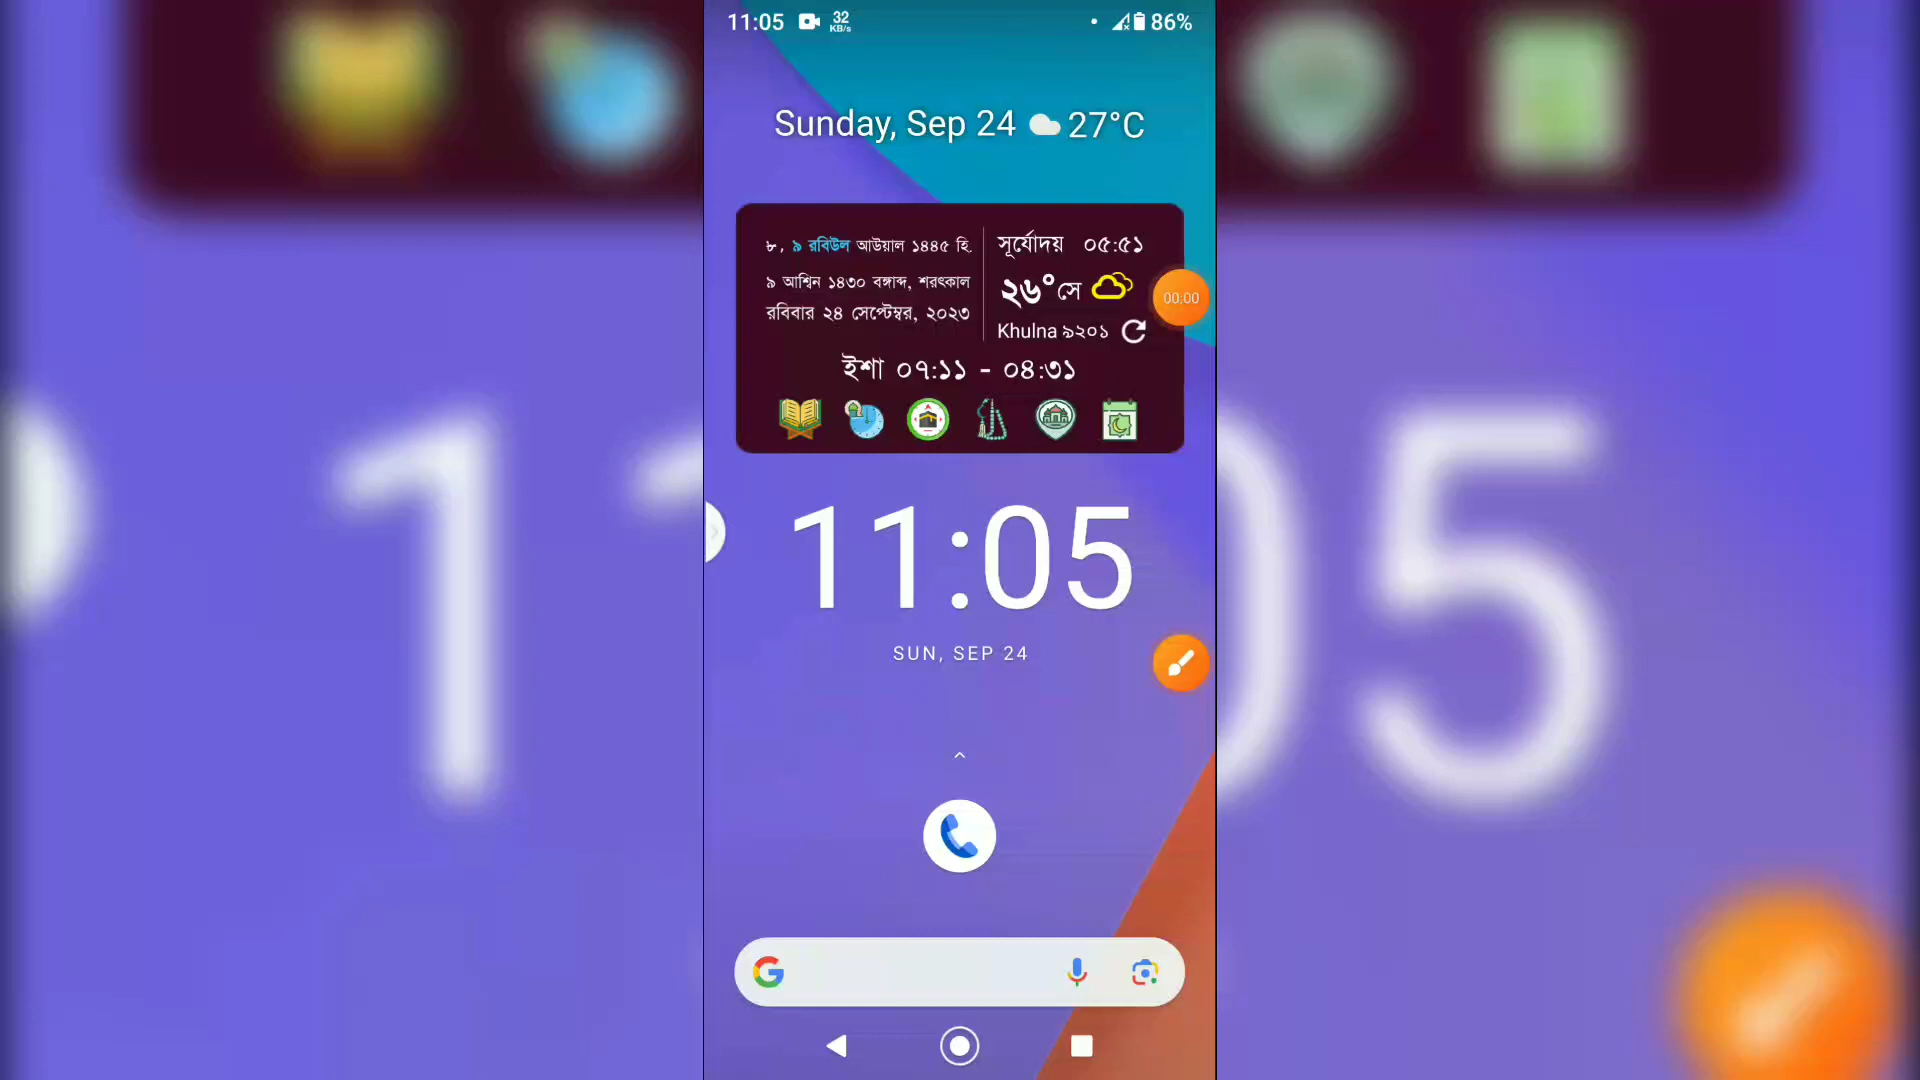 11:05 32 KB/s 86%
Sunday, Sep 24 27°C
৮, ৯ রবিউল আউয়াল ১৪৪৫ হি.
৯ আশ্বিন ১৪৩০ বঙ্গাব্দ, শরৎকাল
রবিবার ২৪ সেপ্টেম্বর, ২০২৩
সূর্যোদয় ০৫:৫১
২৬°সে
Khulna ৯২০১
00:00
ইশা ০৭:১১ - ০৪:৩১
11:05
SUN, SEP 24